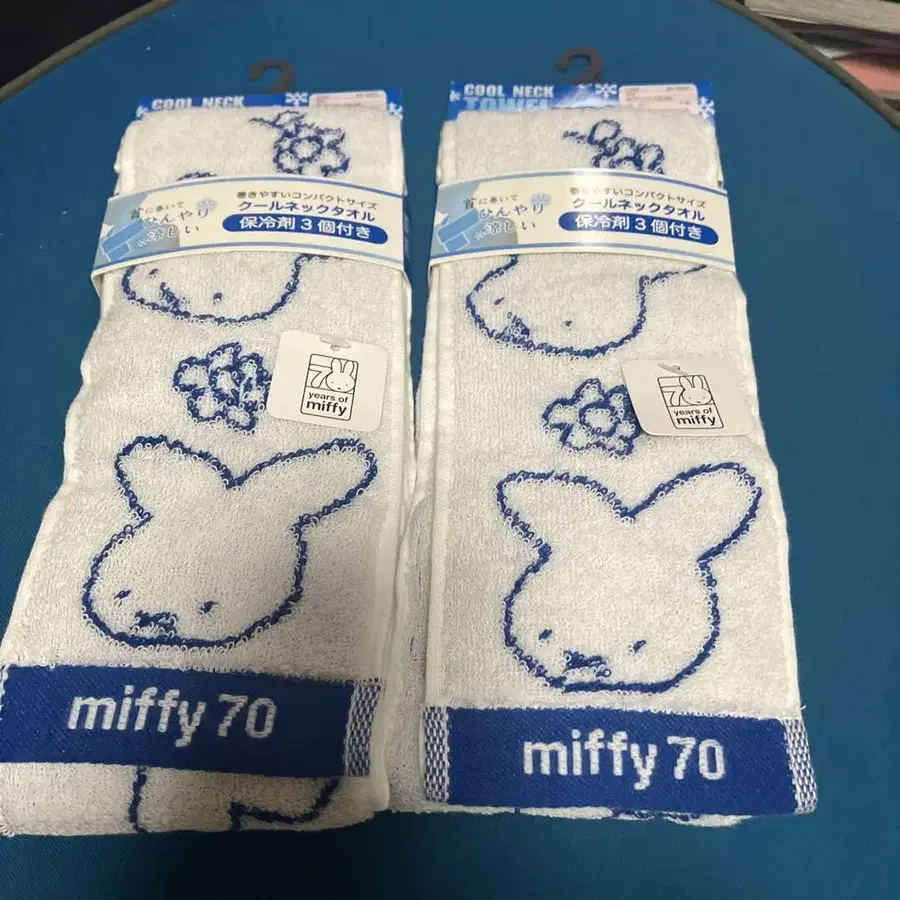 COOL NECK
首に巻いて
ひんやり
涼しい
巻きやすいコンパクトサイズ
クールネックタオル
保冷剤3個付き
70
years of
miffy
miffy 70
COOL NECK
TOWEL
首に巻いて
ひんやり
涼しい
巻きやすいコンパクトサイズ
クールネックタオル
保冷剤3個付き
70
years of
miffy
miffy 70